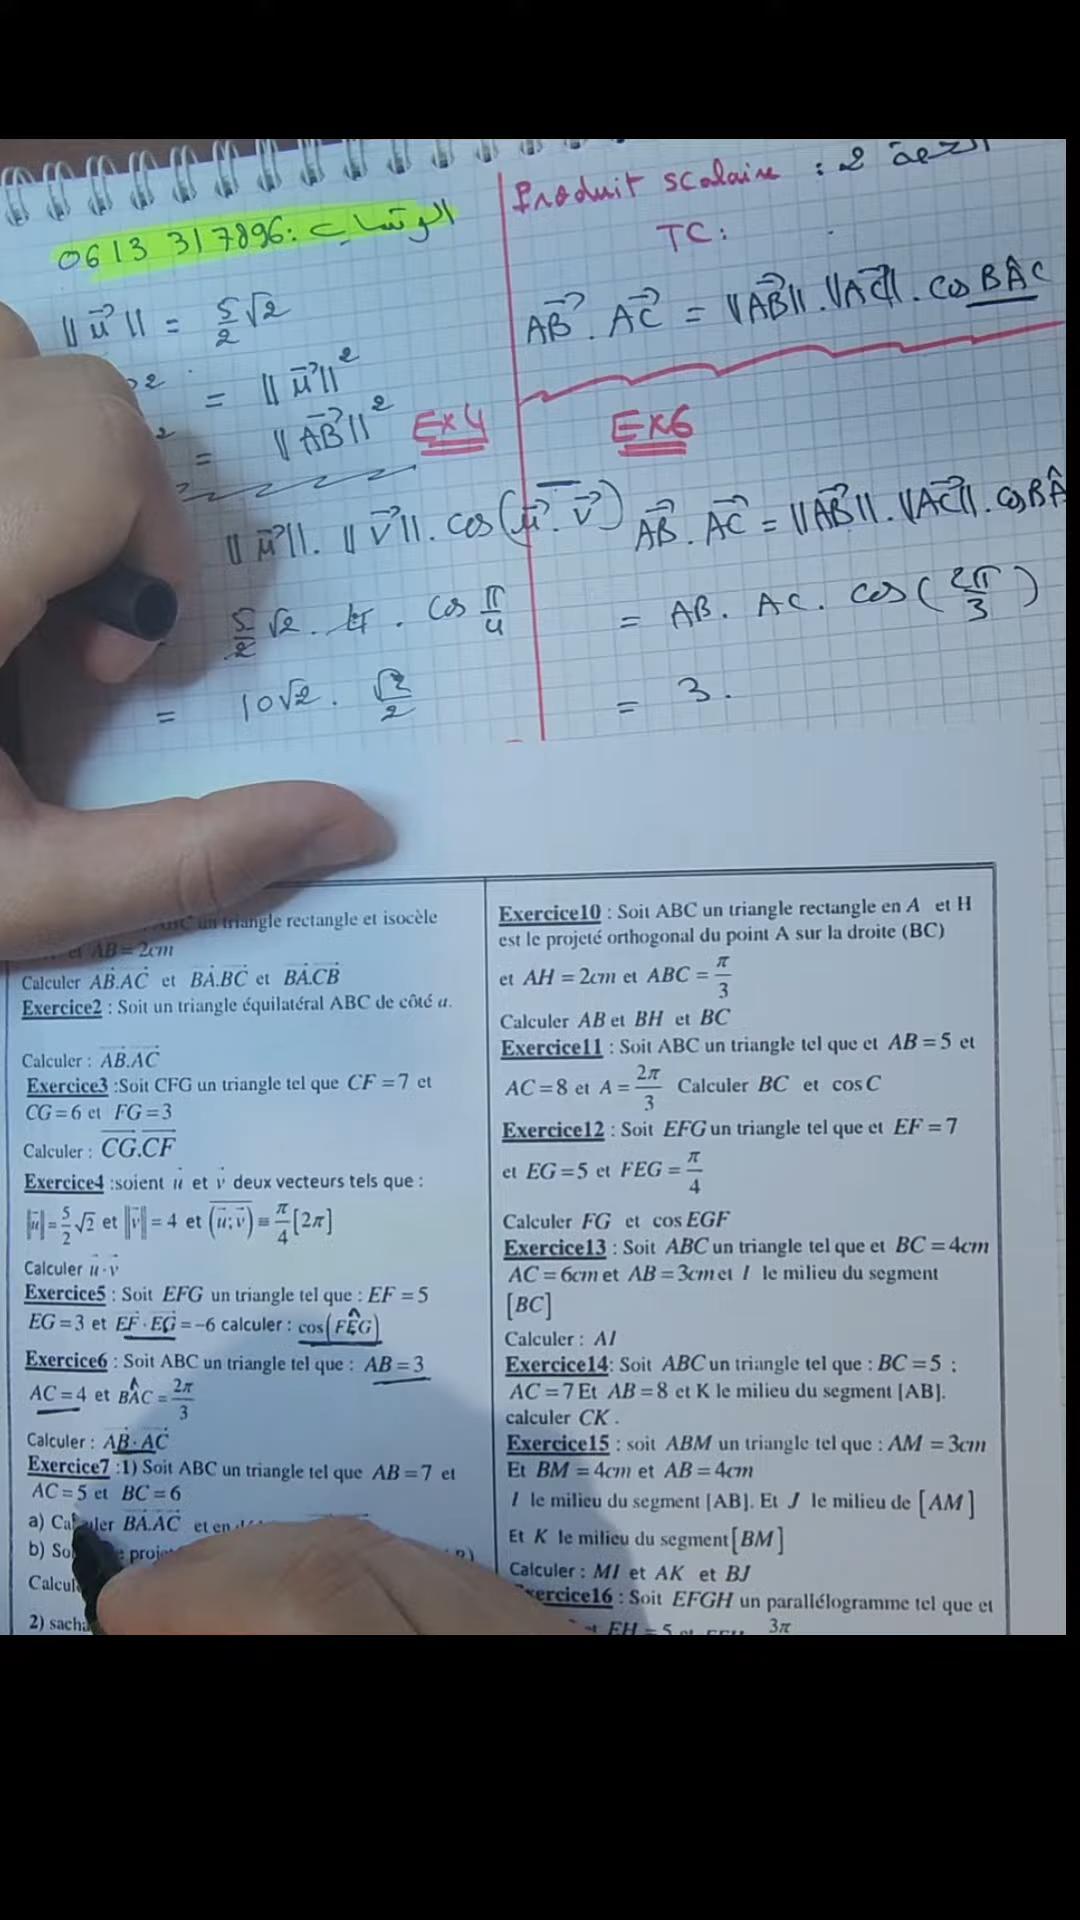 Produit scalaire : 2
TC:
الوتساب: 0613 317896
AB . AC = ||AB|| . ||AC|| . cos BÂC
||u|| = 5/2 √2
= ||u||²
= ||AB||²
Ex4
||u|| . ||v|| . cos(u . v)
5/2 √2 . 4 . cos π/4
= 10√2 . √2/2
Ex6
AB . AC = ||AB|| . ||AC|| . cos BÂ
= AB . AC . cos(2π/3)
= 3 .
ABC un triangle rectangle et isocèle
et AB = 2cm
Calculer AB.AC et BA.BC et BA.CB
Exercice2 : Soit un triangle équilatéral ABC de côté a.
Calculer : AB.AC
Exercice3 :Soit CFG un triangle tel que CF = 7 et
CG = 6 et FG = 3
Calculer : CG.CF
Exercice4 :soient u et v deux vecteurs tels que :
||u|| = 5/2 √2 et ||v|| = 4 et (u;v) ≡ π/4 [2π]
Calculer u·v
Exercice5 : Soit EFG un triangle tel que : EF = 5
EG = 3 et EF·EG = −6 calculer : cos(FÊG)
Exercice6 : Soit ABC un triangle tel que : AB = 3
AC = 4 et BÂC = 2π/3
Calculer : AB·AC
Exercice7 :1) Soit ABC un triangle tel que AB = 7 et
AC = 5 et BC = 6
a) Calculer BA.AC et en
b) So proje
Calcul
2) sacha
Exercice10 : Soit ABC un triangle rectangle en A et H
est le projeté orthogonal du point A sur la droite (BC)
et AH = 2cm et ABC = π/3
Calculer AB et BH et BC
Exercice11 : Soit ABC un triangle tel que et AB = 5 et
AC = 8 et A = 2π/3 Calculer BC et cos C
Exercice12 : Soit EFG un triangle tel que et EF = 7
et EG = 5 et FEG = π/4
Calculer FG et cos EGF
Exercice13 : Soit ABC un triangle tel que et BC = 4cm
AC = 6cm et AB = 3cm et I le milieu du segment
[BC]
Calculer : AI
Exercice14: Soit ABC un triangle tel que : BC = 5 ;
AC = 7 Et AB = 8 et K le milieu du segment [AB].
calculer CK .
Exercice15 : soit ABM un triangle tel que : AM = 3cm
Et BM = 4cm et AB = 4cm
I le milieu du segment [AB]. Et J le milieu de [AM]
Et K le milieu du segment [BM]
Calculer : MI et AK et BJ
xercice16 : Soit EFGH un parallélogramme tel que et
EH = 5 et 3π